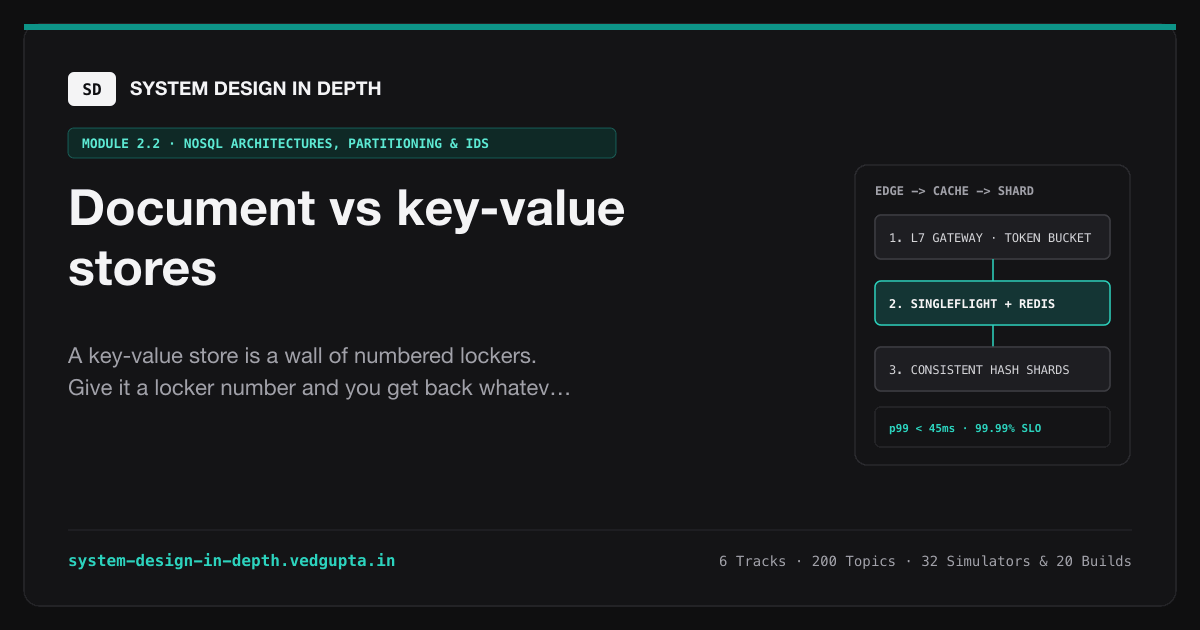 SD SYSTEM DESIGN IN DEPTH
MODULE 2.2 · NOSQL ARCHITECTURES, PARTITIONING & IDS
Document vs key-value
stores
A key-value store is a wall of numbered lockers.
Give it a locker number and you get back whatev…
EDGE —> CACHE —> SHARD
1. L7 GATEWAY · TOKEN BUCKET
2. SINGLEFLIGHT + REDIS
3. CONSISTENT HASH SHARDS
p99 < 45ms · 99.99% SLO
system-design-in-depth.vedgupta.in
6 Tracks · 200 Topics · 32 Simulators & 20 Builds